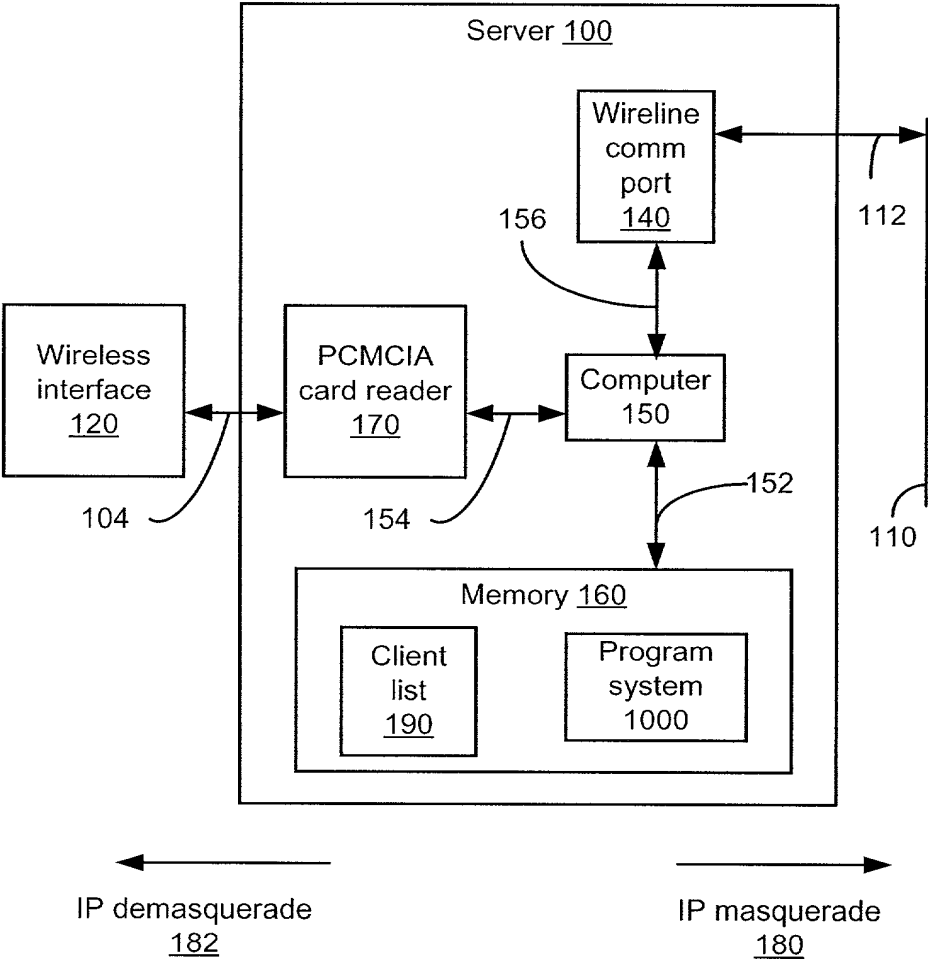 Server 100
Wireline
comm
port
140
112
156
Wireless
interface
120
PCMCIA
card reader
170
Computer
150
104
154
152
110
Memory 160
Client
list
190
Program
system
1000
IP demasquerade
182
IP masquerade
180